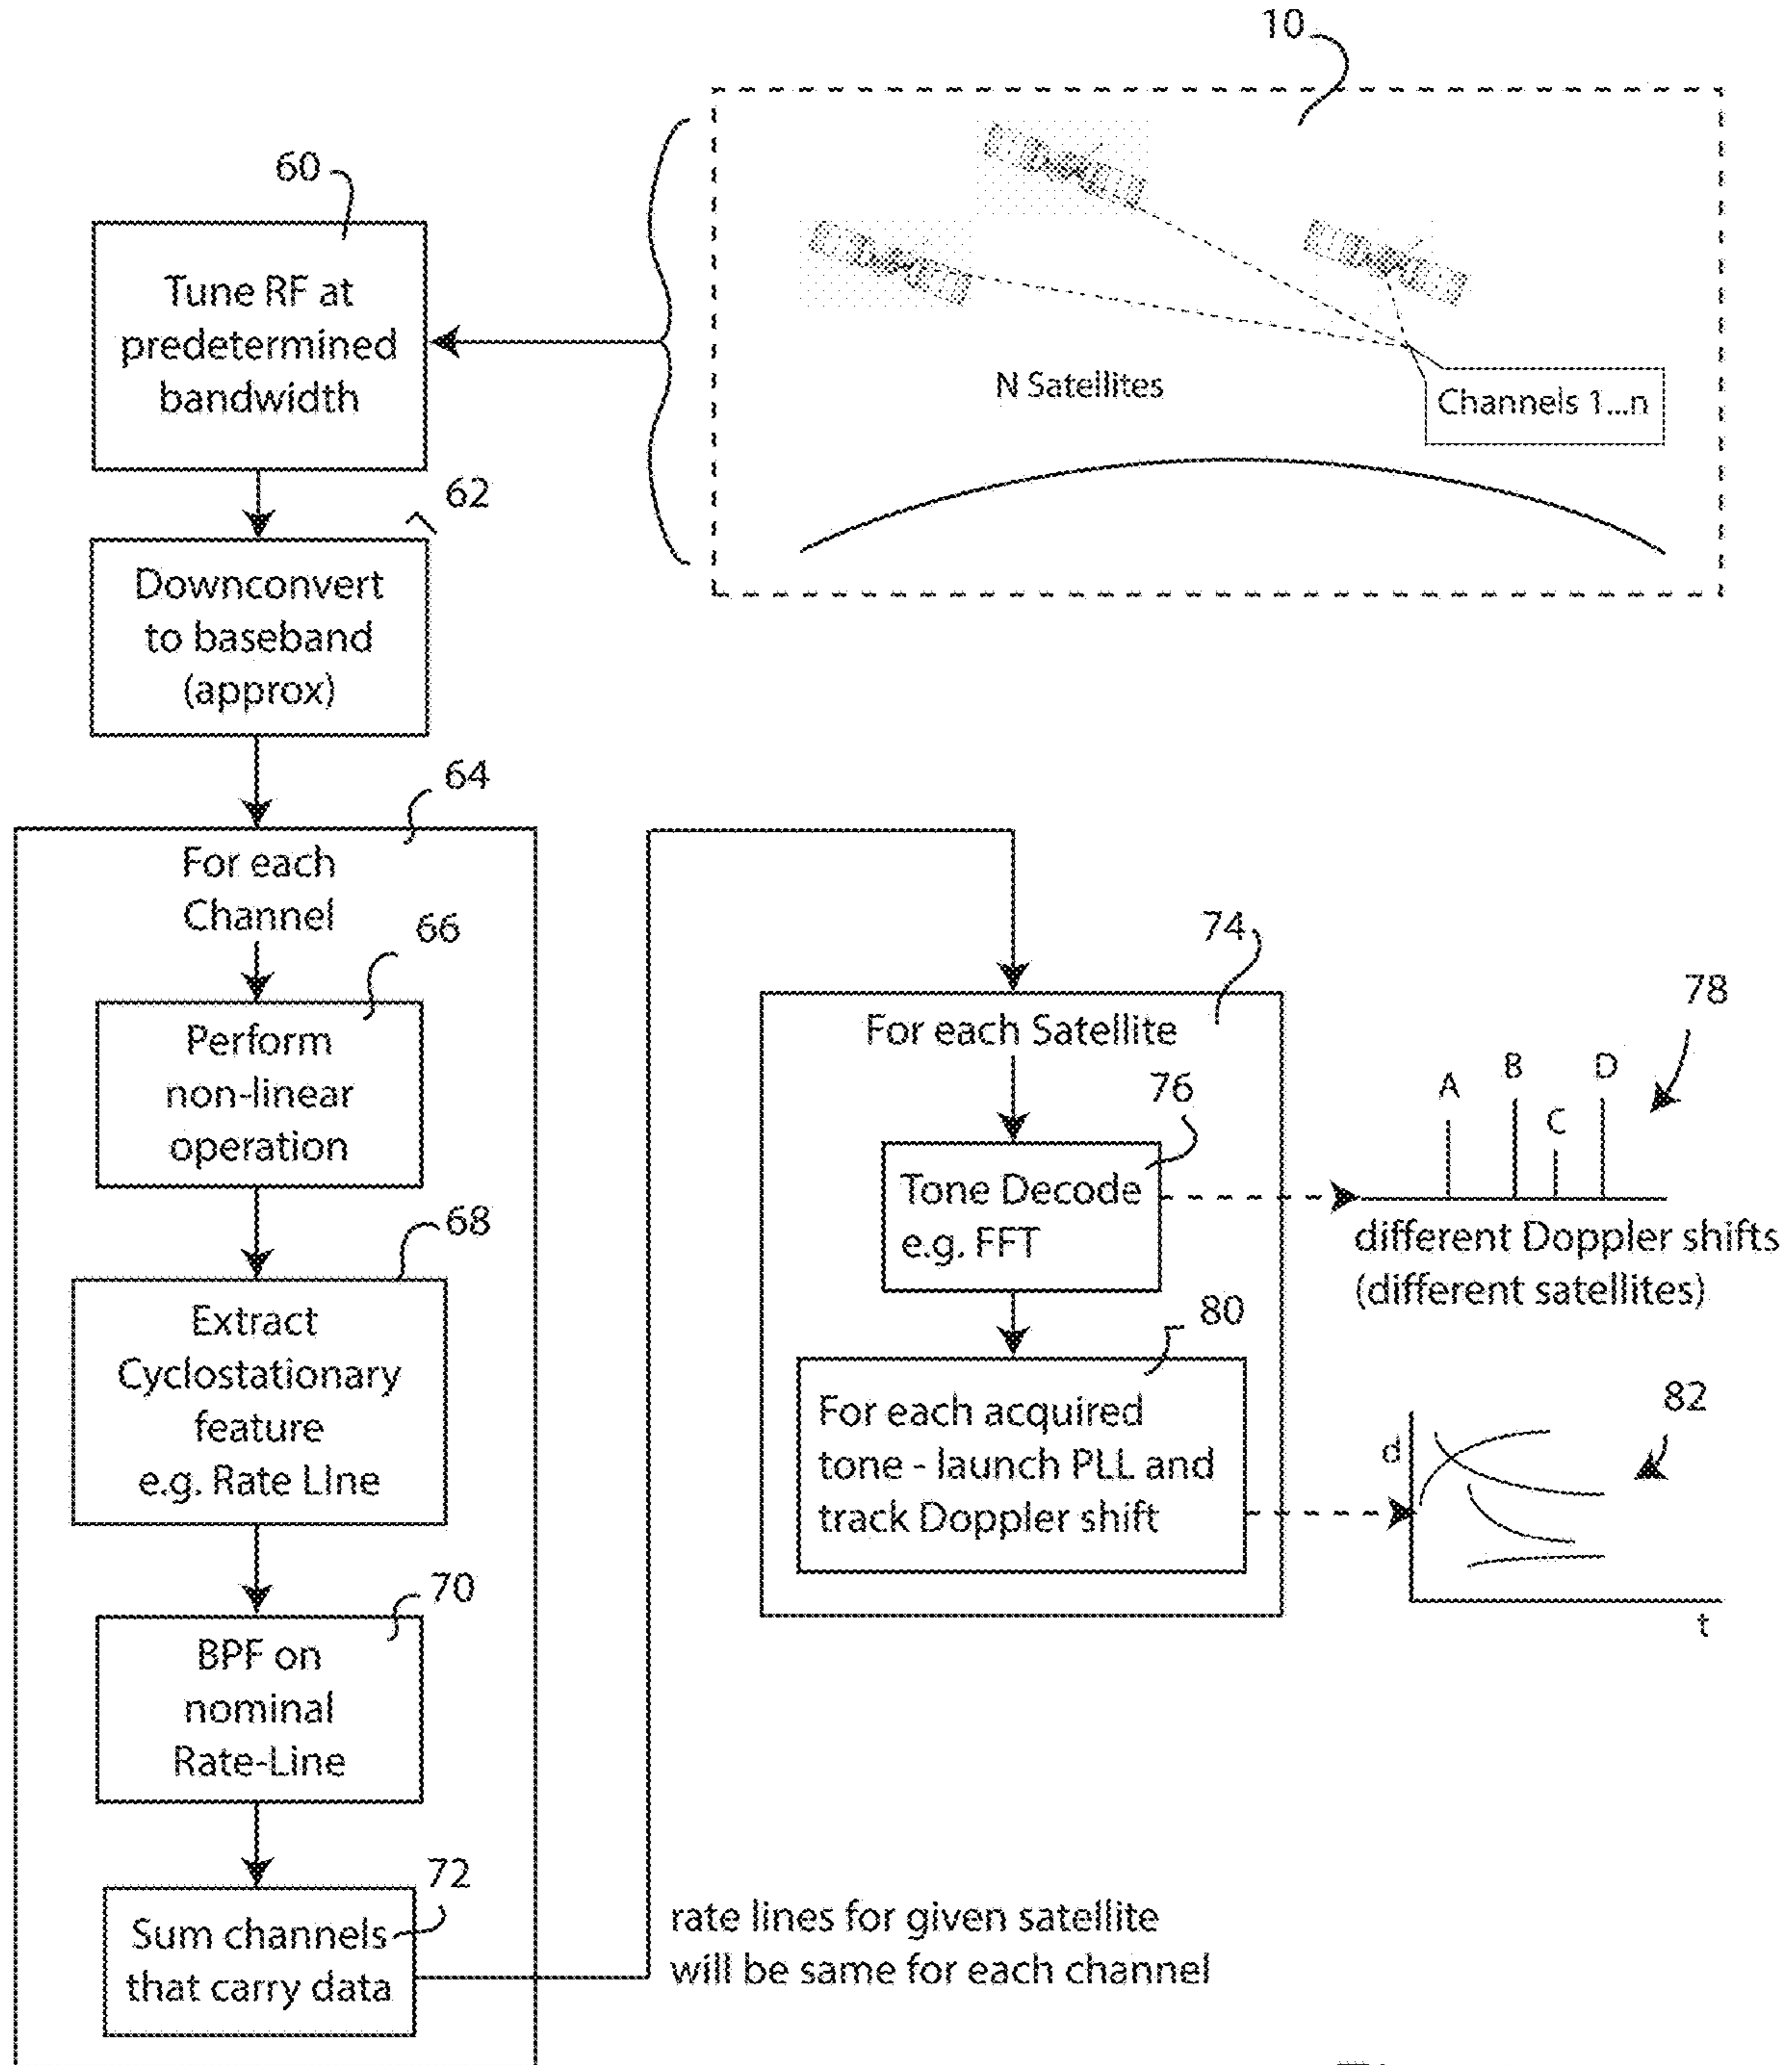 10
60
Tune RF at
predetermined
bandwidth
N Satellites
Channels 1...n
62
Downconvert
to baseband
(approx)
64
For each
Channel
66
Perform
non-linear
operation
68
Extract
Cyclostationary
feature
e.g. Rate LIne
70
BPF on
nominal
Rate-Line
72
Sum channels
that carry data
rate lines for given satellite
will be same for each channel
74
For each Satellite
76
Tone Decode
e.g. FFT
78
A B C D
different Doppler shifts
(different satellites)
80
For each acquired
tone - launch PLL and
track Doppler shift
82
d
t